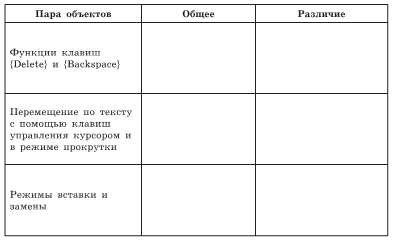 Пара объектов
Общее
Различие
Функции клавиш
{Delete} и {Backspace}
Перемещение по тексту
с помощью клавиш
управления курсором и
в режиме прокрутки
Режимы вставки и
замены